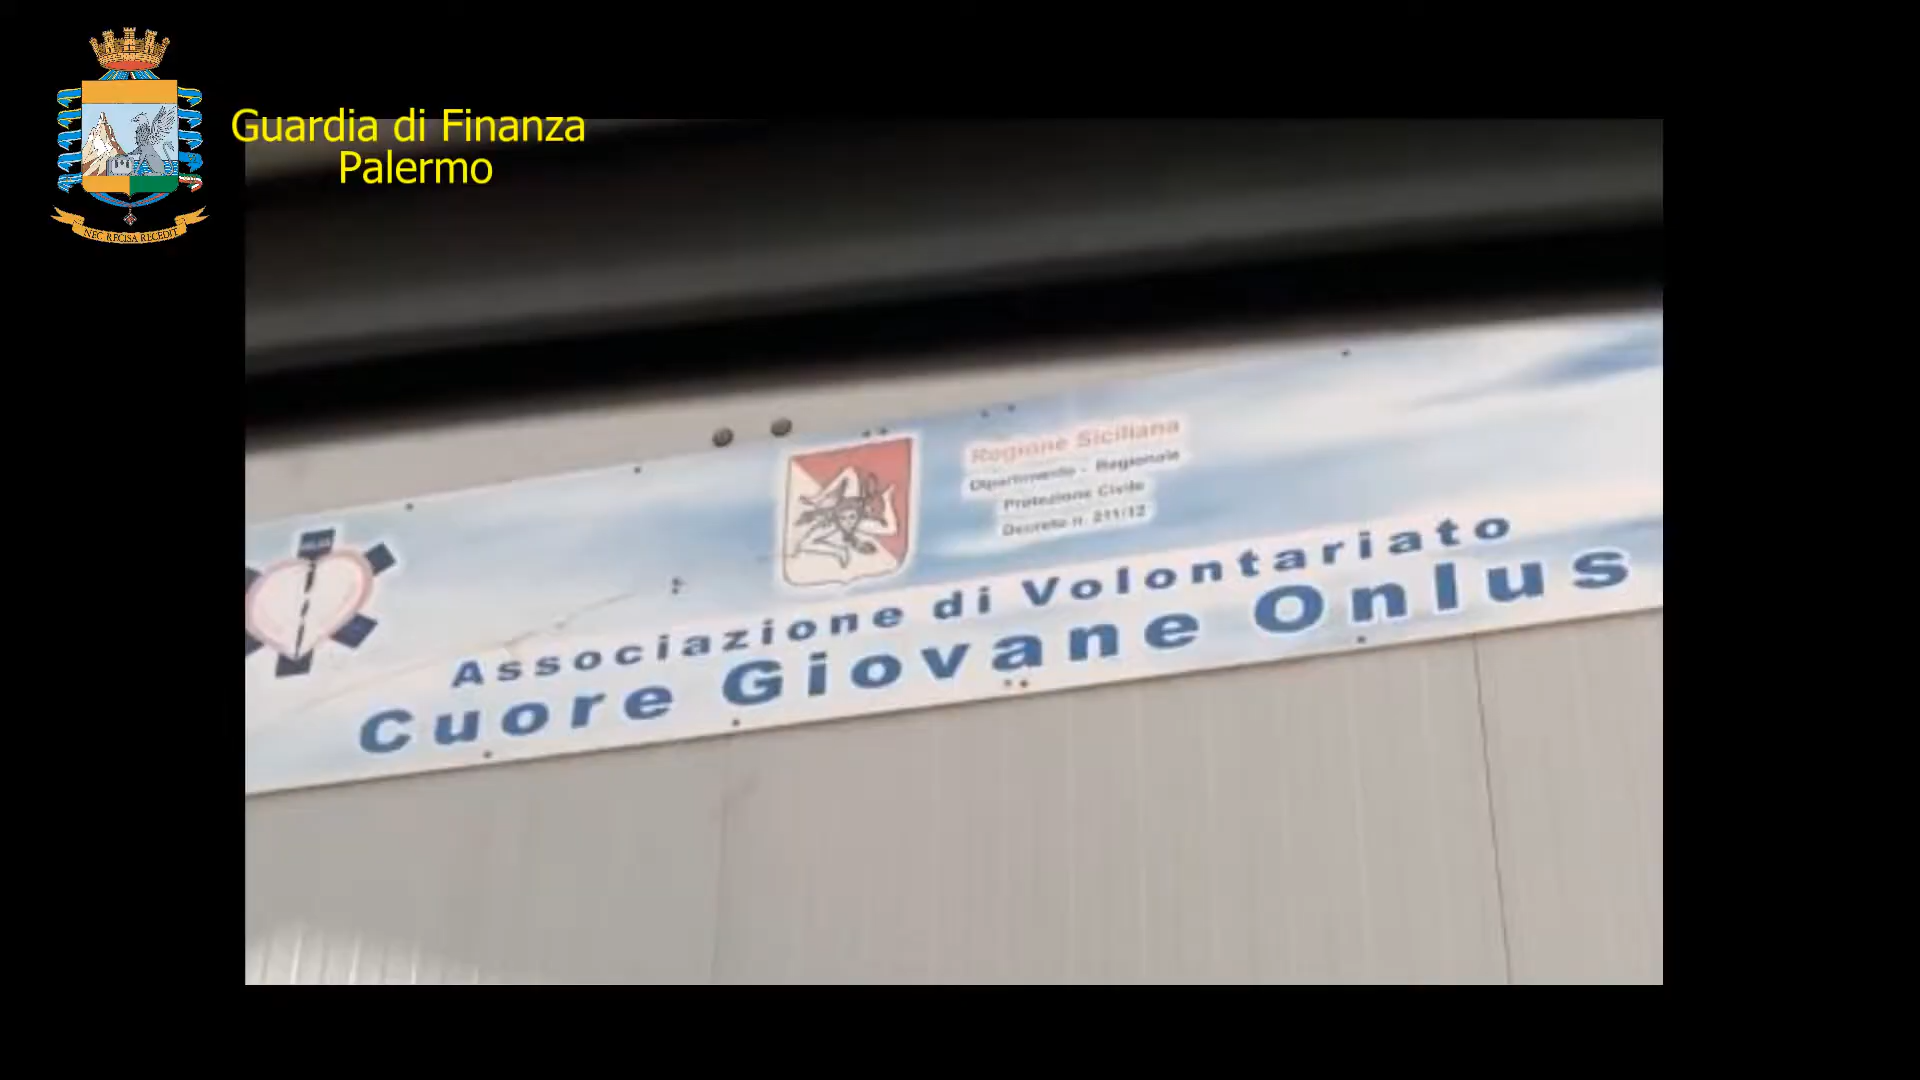 Guardia di Finanza
Palermo
NEC RECISA RECEDIT
Regione Siciliana
Dipartimento - Regionale
Protezione Civile
Decreto n. 211/12
Associazione di Volontariato
Cuore Giovane Onlus